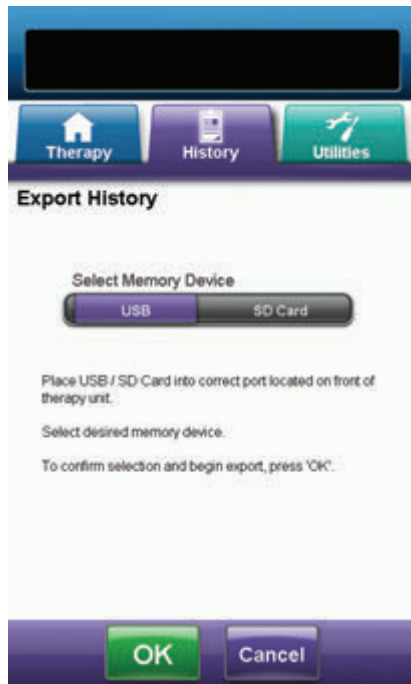 Therapy
History
Utilities
Export History
Select Memory Device
USB
SD Card
Place USB / SD Card into correct port located on front of
therapy unit.
Select desired memory device.
To confirm selection and begin export, press 'OK'.
OK
Cancel